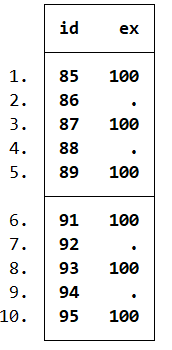 id ex
1. 85 100
2. 86 .
3. 87 100
4. 88 .
5. 89 100
6. 91 100
7. 92 .
8. 93 100
9. 94 .
10. 95 100